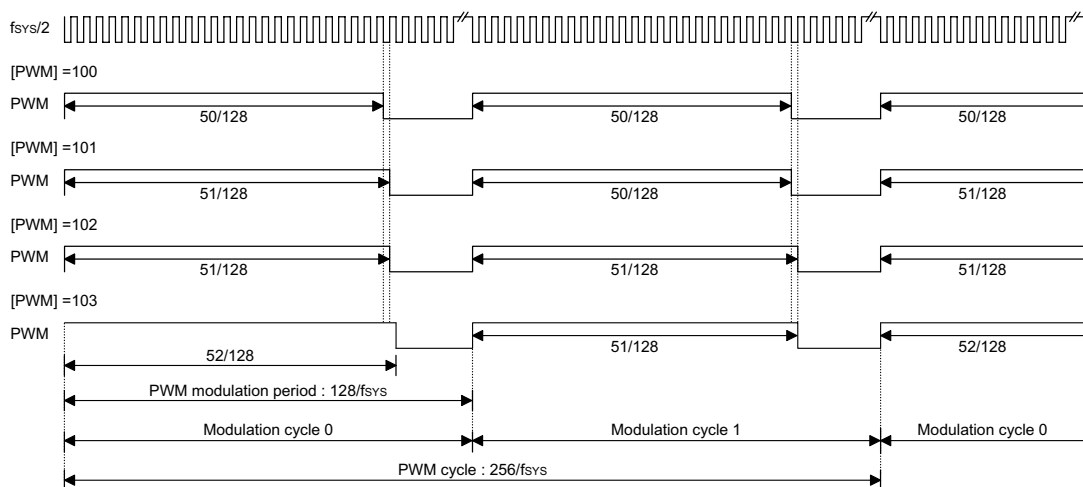 fSYS/2
[PWM] =100
PWM
50/128 50/128 50/128
[PWM] =101
PWM
51/128 50/128 51/128
[PWM] =102
PWM
51/128 51/128 51/128
[PWM] =103
PWM
52/128 51/128 52/128
PWM modulation period : 128/fSYS
Modulation cycle 0 Modulation cycle 1 Modulation cycle 0
PWM cycle : 256/fSYS